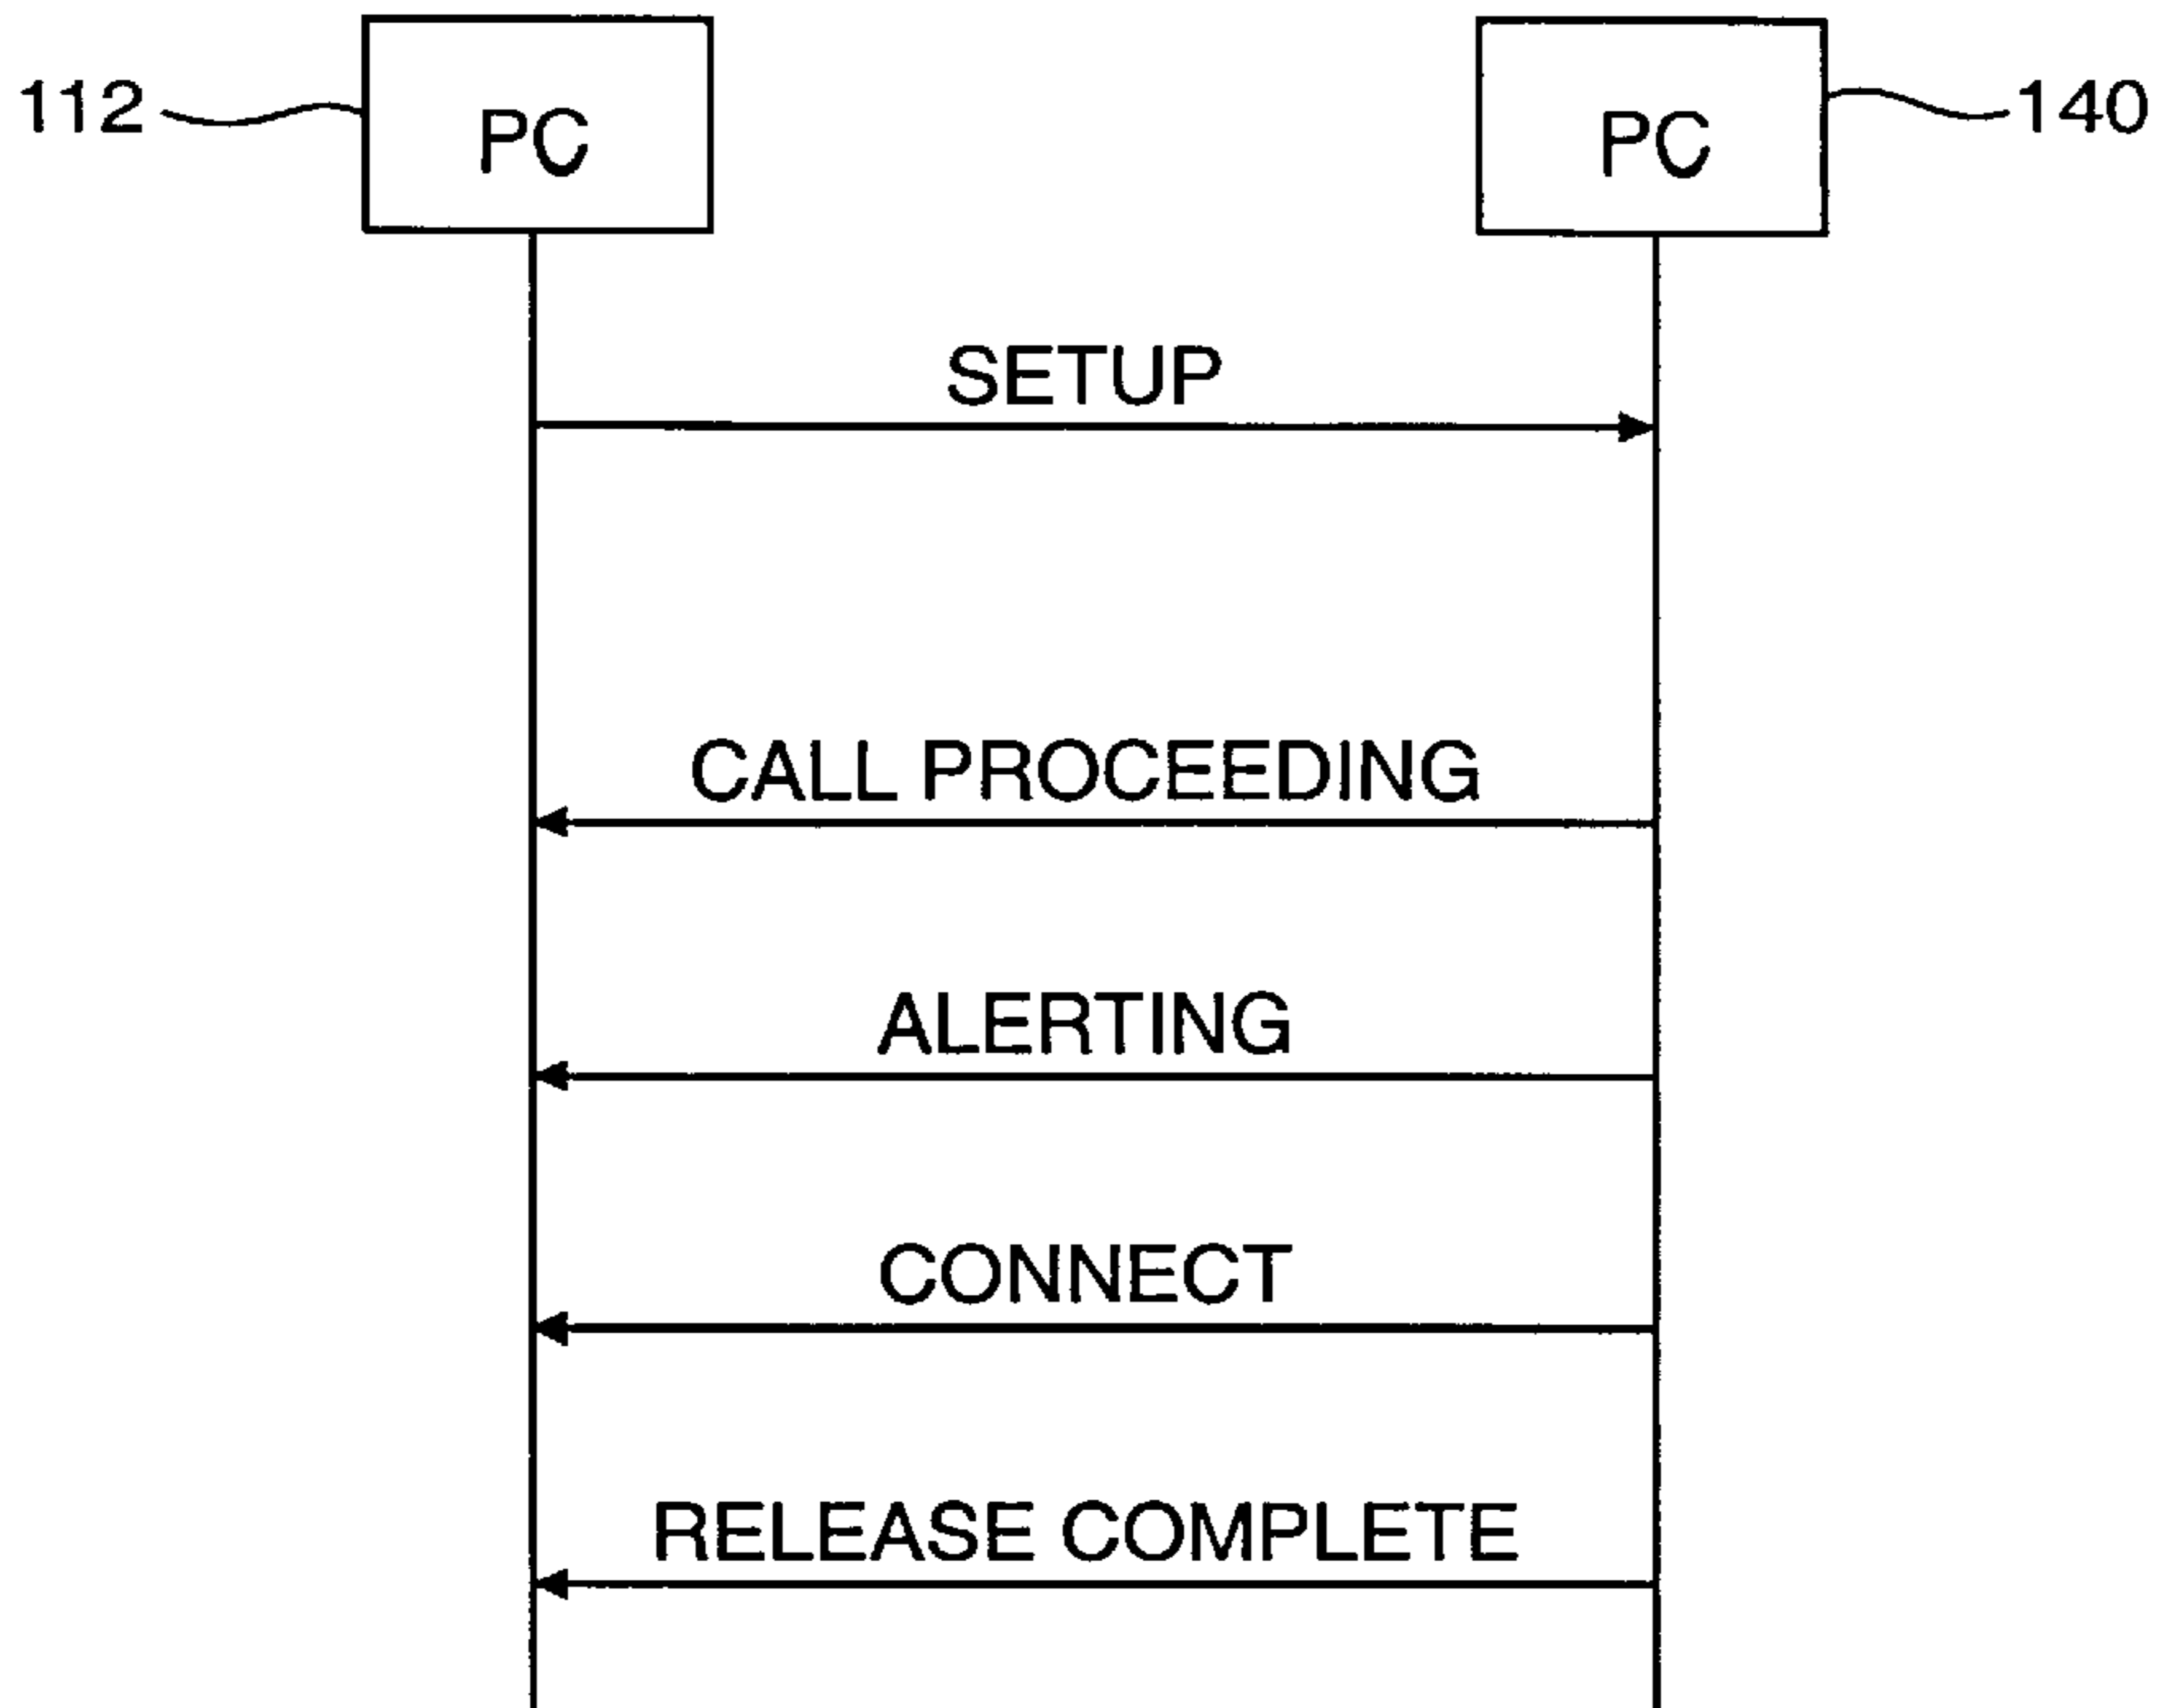 112
PC
PC
140
SETUP
CALL PROCEEDING
ALERTING
CONNECT
RELEASE COMPLETE